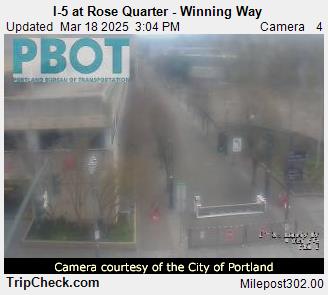 I-5 at Rose Quarter - Winning Way
Updated Mar 18 2025 3:04 PM Camera 4
PBOT
PORTLAND BUREAU OF TRANSPORTATION
Camera courtesy of the City of Portland
TripCheck.com Milepost302.00